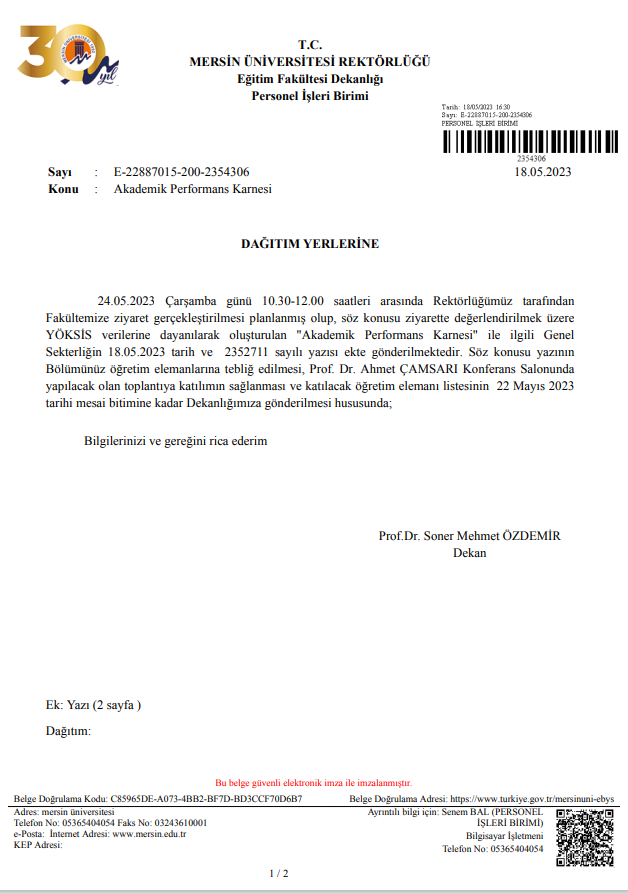 30 yıl
MERSİN ÜNİVERSİTESİ 1992
T.C.
MERSİN ÜNİVERSİTESİ REKTÖRLÜĞÜ
Eğitim Fakültesi Dekanlığı
Personel İşleri Birimi
Tarih: 18/05/2023 16:30
Sayı: E-22887015-200-2354306
PERSONEL İŞLERİ BİRİMİ
2354306
Sayı : E-22887015-200-2354306 18.05.2023
Konu : Akademik Performans Karnesi
DAĞITIM YERLERİNE
24.05.2023 Çarşamba günü 10.30-12.00 saatleri arasında Rektörlüğümüz tarafından
Fakültemize ziyaret gerçekleştirilmesi planlanmış olup, söz konusu ziyarette değerlendirilmek üzere
YÖKSİS verilerine dayanılarak oluşturulan "Akademik Performans Karnesi" ile ilgili Genel
Sekterliğin 18.05.2023 tarih ve 2352711 sayılı yazısı ekte gönderilmektedir. Söz konusu yazının
Bölümünüz öğretim elemanlarına tebliğ edilmesi, Prof. Dr. Ahmet ÇAMSARI Konferans Salonunda
yapılacak olan toplantıya katılımın sağlanması ve katılacak öğretim elemanı listesinin 22 Mayıs 2023
tarihi mesai bitimine kadar Dekanlığımıza gönderilmesi hususunda;
Bilgilerinizi ve gereğini rica ederim
Prof.Dr. Soner Mehmet ÖZDEMİR
Dekan
Ek: Yazı (2 sayfa )
Dağıtım:
Bu belge güvenli elektronik imza ile imzalanmıştır.
Belge Doğrulama Kodu: C85965DE-A073-4BB2-BF7D-BD3CCF70D6B7 Belge Doğrulama Adresi: https://www.turkiye.gov.tr/mersinuni-ebys
Adres: mersin üniversitesi
Telefon No: 05365404054 Faks No: 03243610001
e-Posta: İnternet Adresi: www.mersin.edu.tr
KEP Adresi:
Ayrıntılı bilgi için: Senem BAL (PERSONEL
İŞLERİ BİRİMİ)
Bilgisayar İşletmeni
Telefon No: 05365404054
1 / 2